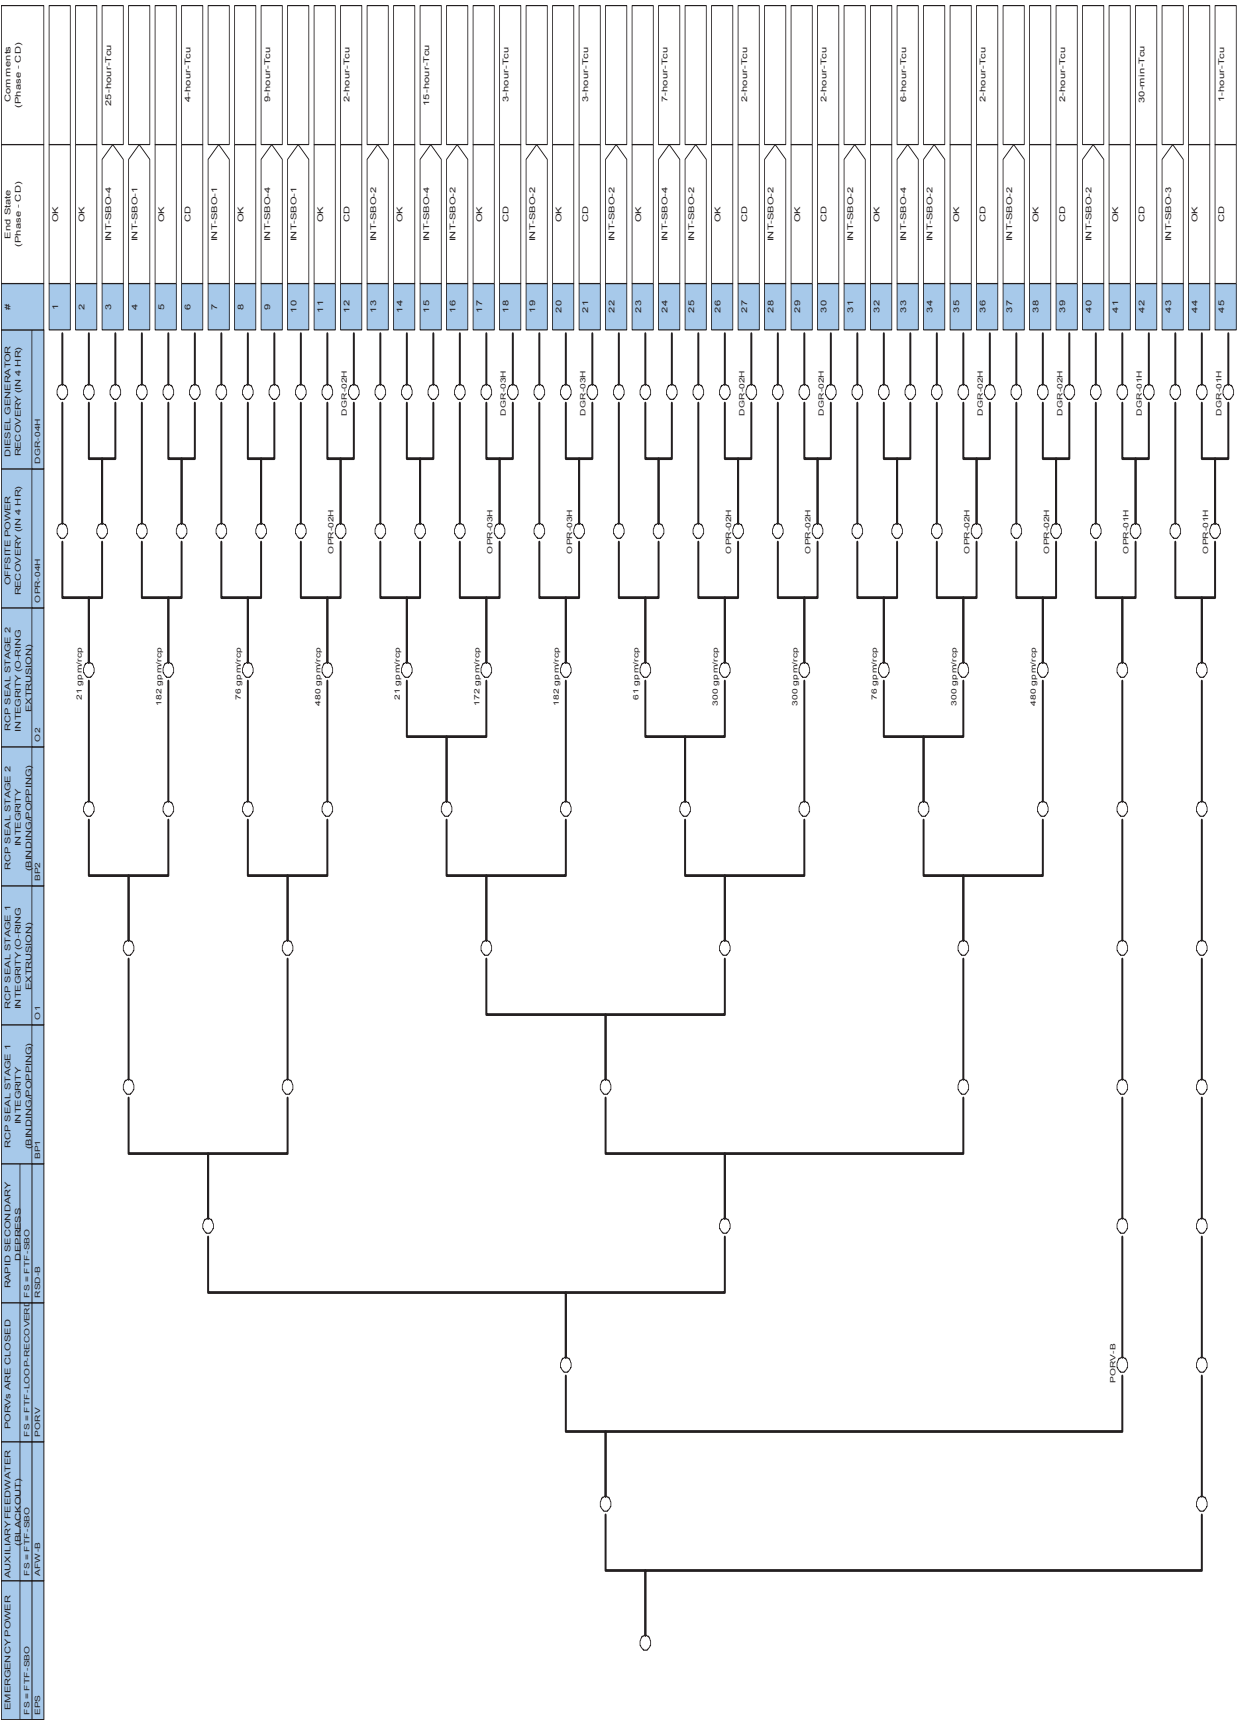 EMERGENCY POWER
FS = FTF-SBO
EPS
AUXILIARY FEEDWATER
(BLACKOUT)
FS = FTF-SBO
AFW-B
PORVs ARE CLOSED
FS = FTF-LOOP-RECOVERE
PORV
RAPID SECONDARY
DEPRESS
FS = FTF-SBO
RSD-B
RCP SEAL STAGE 1
INTEGRITY
(BINDING/POPPING)
BP1
RCP SEAL STAGE 1
INTEGRITY (O-RING
EXTRUSION)
O1
RCP SEAL STAGE 2
INTEGRITY
(BINDING/POPPING)
BP2
RCP SEAL STAGE 2
INTEGRITY (O-RING
EXTRUSION)
O2
OFFSITE POWER
RECOVERY (IN 4 HR)
OPR-04H
DIESEL GENERATOR
RECOVERY (IN 4 HR)
DGR-04H
#
End State
(Phase - CD)
Comments
(Phase - CD)
1 OK
21 gpm/rcp
2 OK
3 INT-SBO-4 25-hour-Tcu
4 INT-SBO-1
182 gpm/rcp
5 OK
6 CD 4-hour-Tcu
7 INT-SBO-1
76 gpm/rcp
8 OK
9 INT-SBO-4 9-hour-Tcu
10 INT-SBO-1
480 gpm/rcp
11 OK
OPR-02H
DGR-02H
12 CD 2-hour-Tcu
13 INT-SBO-2
21 gpm/rcp
14 OK
15 INT-SBO-4 15-hour-Tcu
16 INT-SBO-2
172 gpm/rcp
17 OK
OPR-03H
DGR-03H
18 CD 3-hour-Tcu
19 INT-SBO-2
182 gpm/rcp
20 OK
OPR-03H
DGR-03H
21 CD 3-hour-Tcu
22 INT-SBO-2
61 gpm/rcp
23 OK
24 INT-SBO-4 7-hour-Tcu
25 INT-SBO-2
300 gpm/rcp
26 OK
OPR-02H
DGR-02H
27 CD 2-hour-Tcu
28 INT-SBO-2
300 gpm/rcp
29 OK
OPR-02H
DGR-02H
30 CD 2-hour-Tcu
31 INT-SBO-2
76 gpm/rcp
32 OK
33 INT-SBO-4 6-hour-Tcu
34 INT-SBO-2
300 gpm/rcp
35 OK
OPR-02H
DGR-02H
36 CD 2-hour-Tcu
37 INT-SBO-2
480 gpm/rcp
38 OK
OPR-02H
DGR-02H
39 CD 2-hour-Tcu
40 INT-SBO-2
PORV-B
41 OK
OPR-01H
DGR-01H
42 CD 30-min-Tcu
43 INT-SBO-3
44 OK
OPR-01H
DGR-01H
45 CD 1-hour-Tcu